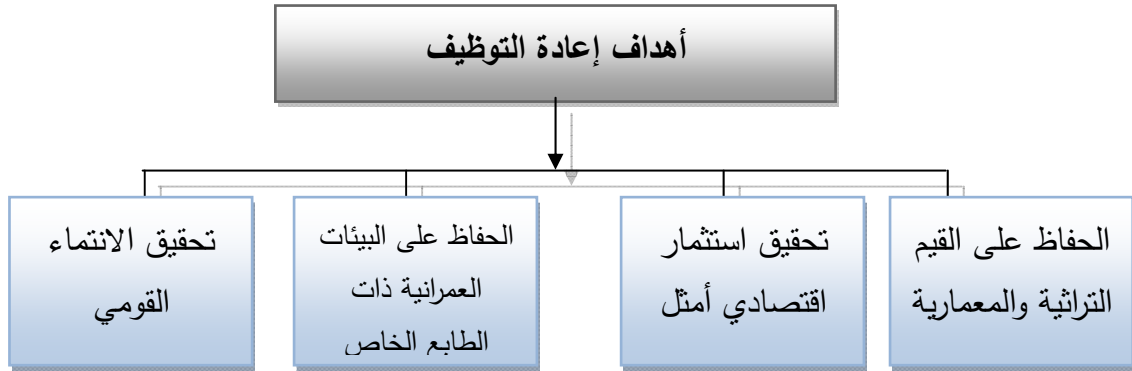 أهداف إعادة التوظيف
الحفاظ على القيم
التراثية والمعمارية
تحقيق استثمار
اقتصادي أمثل
الحفاظ على البيئات
العمرانية ذات
الطابع الخاص
تحقيق الانتماء
القومي